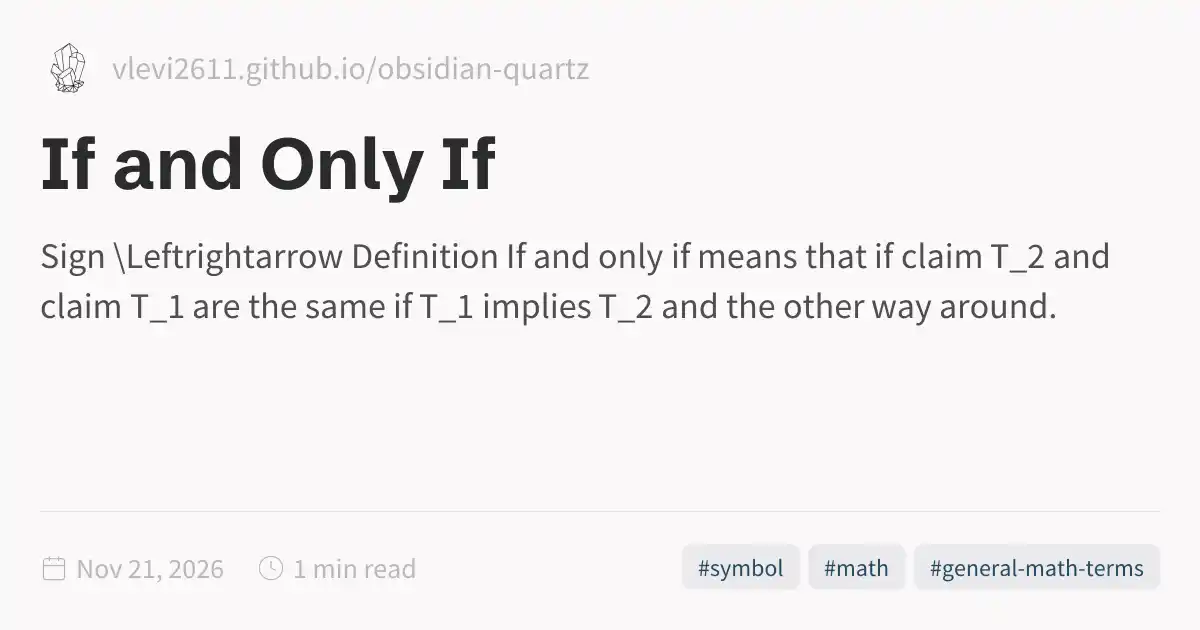 vlevi2611.github.io/obsidian-quartz
If and Only If
Sign \Leftrightarrow Definition If and only if means that if claim T_2 and
claim T_1 are the same if T_1 implies T_2 and the other way around.
Nov 21, 2026 1 min read #symbol #math #general-math-terms